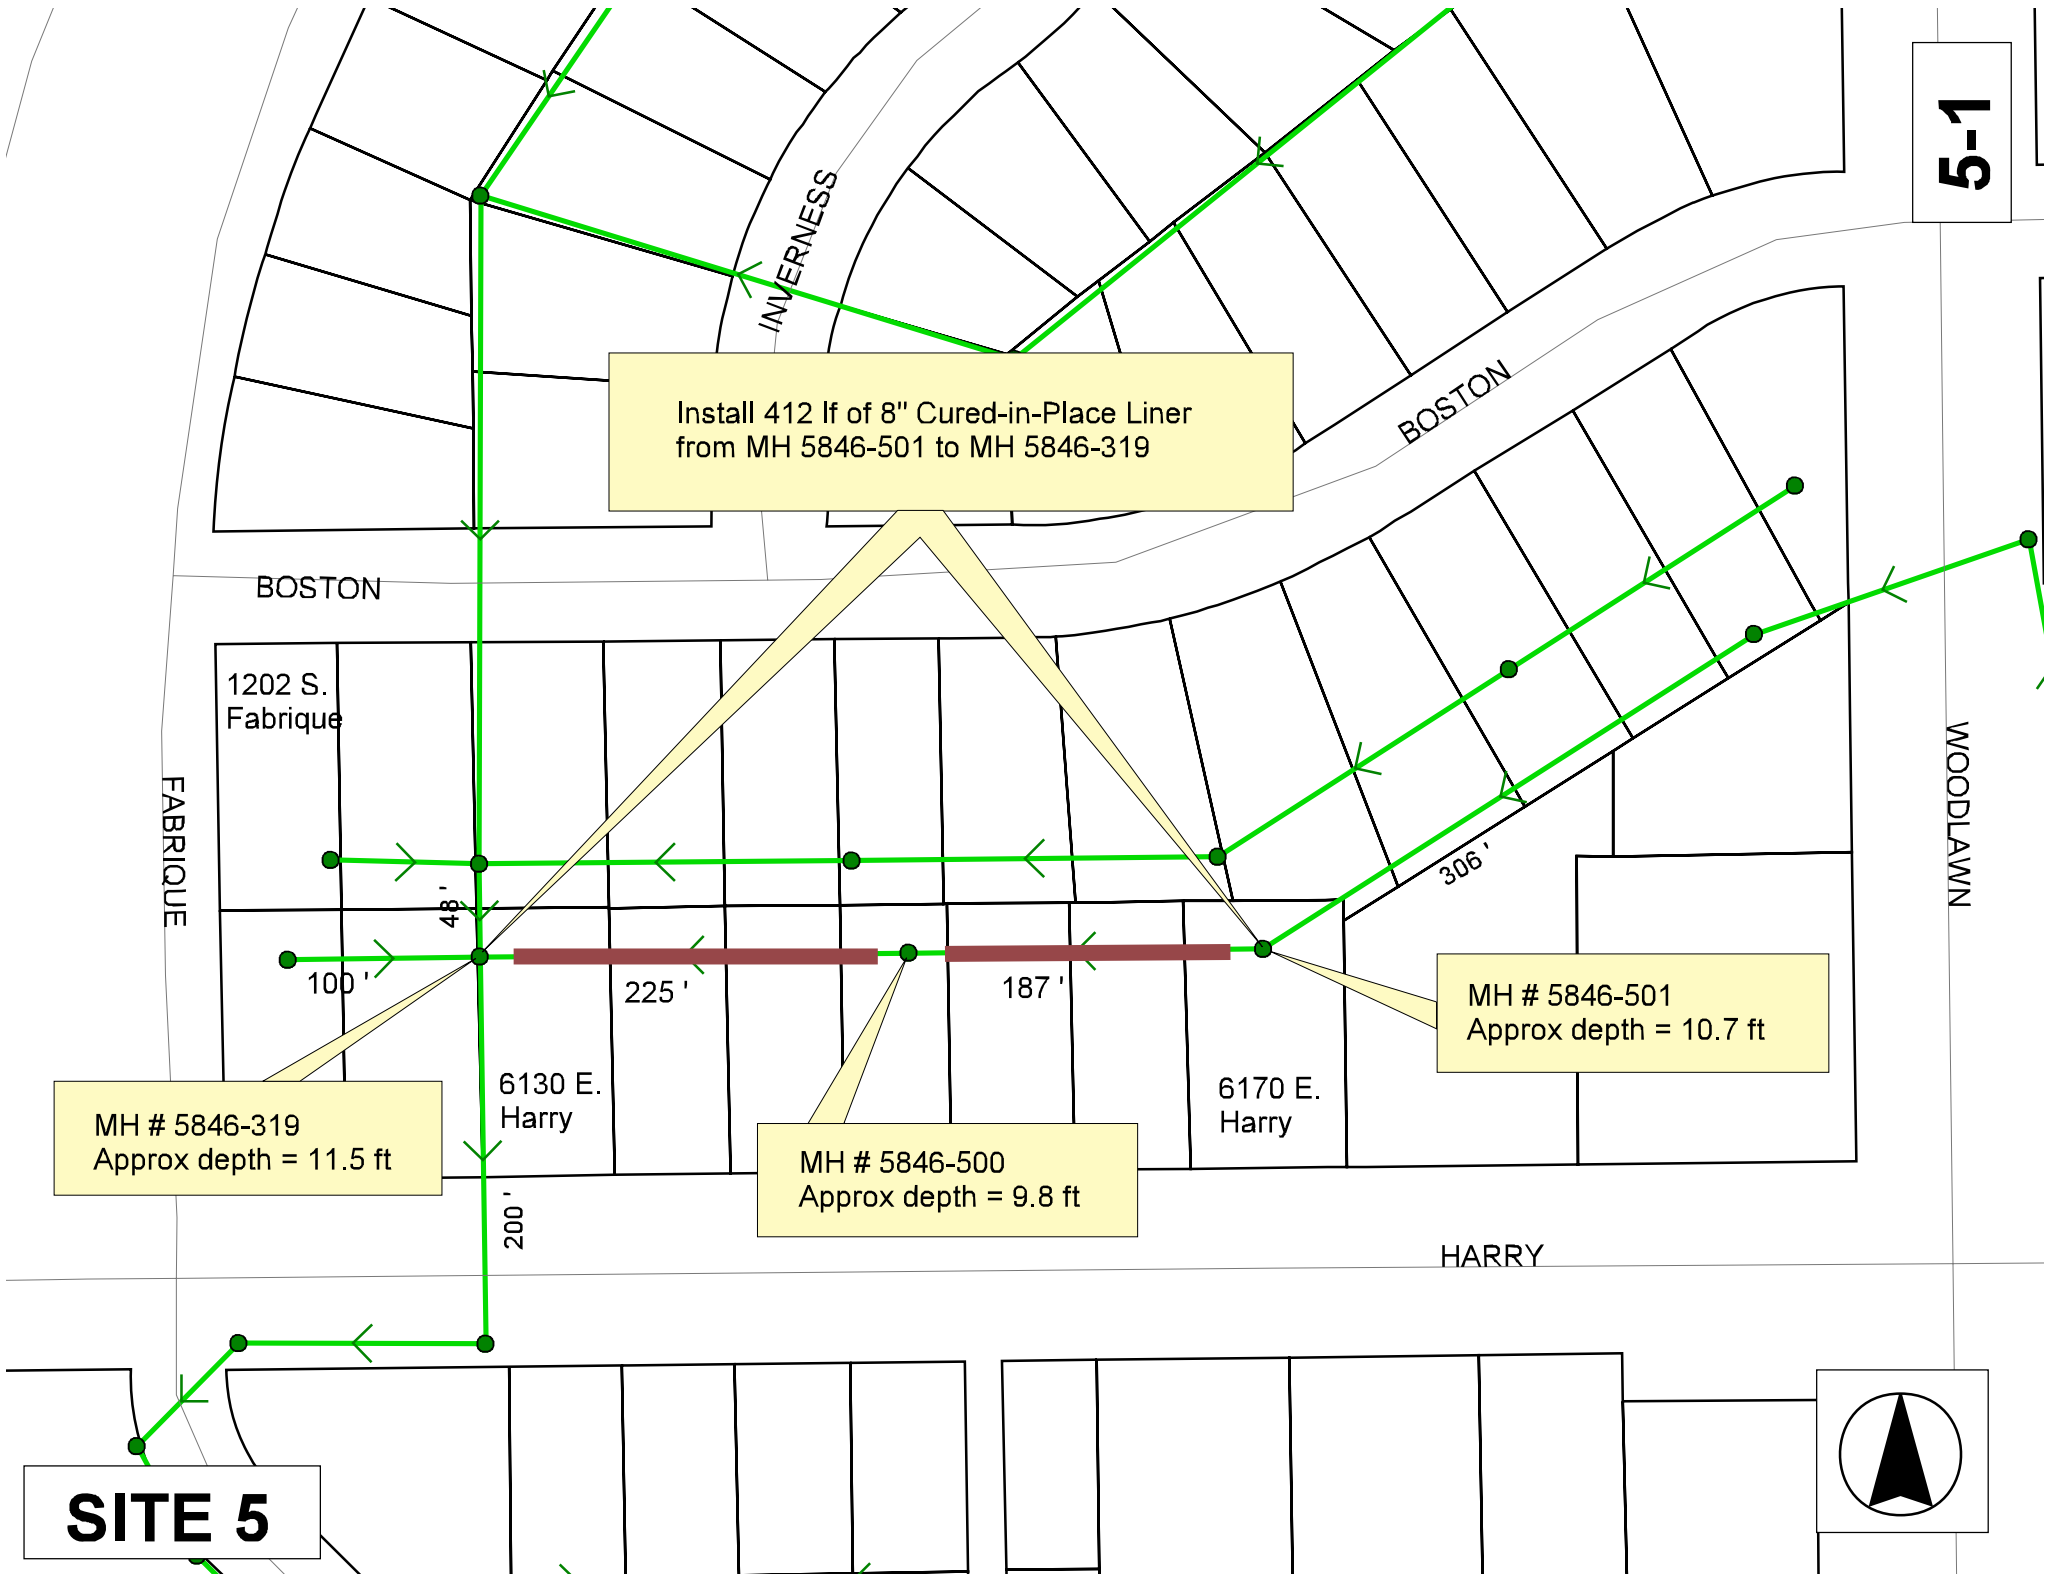 5-1
INVERNESS
BOSTON
Install 412 lf of 8" Cured-in-Place Liner
from MH 5846-501 to MH 5846-319
BOSTON
1202 S.
Fabrique
FABRIQUE
WOODLAWN
48 '
306 '
100 '
225 '
187 '
MH # 5846-501
Approx depth = 10.7 ft
6130 E.
Harry
6170 E.
Harry
MH # 5846-319
Approx depth = 11.5 ft
MH # 5846-500
Approx depth = 9.8 ft
200 '
HARRY
SITE 5